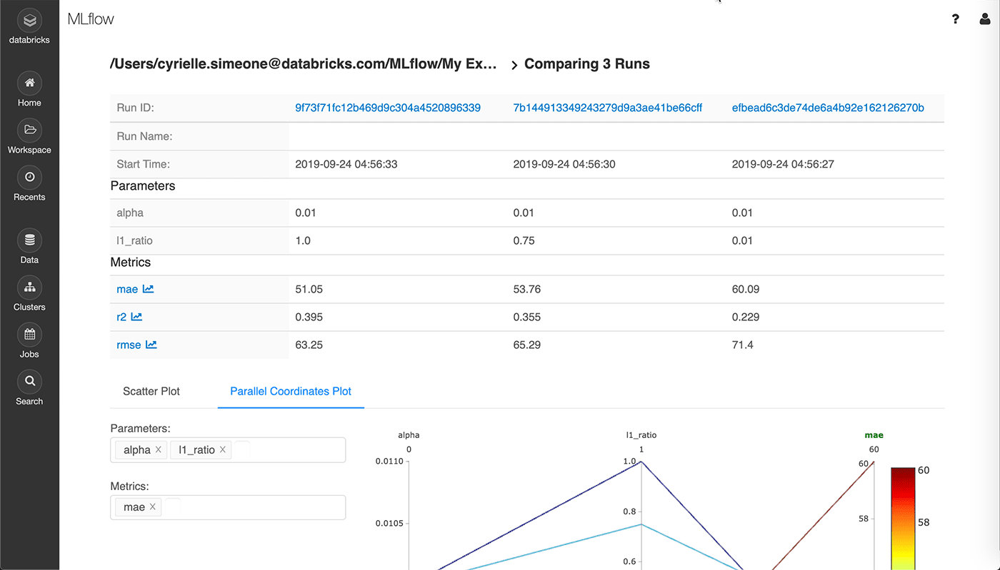 databricks
MLflow
?
/Users/cyrielle.simeone@databricks.com/MLflow/My Ex... > Comparing 3 Runs
Home
Workspace
Recents
Data
Clusters
Jobs
Search
Run ID: 9f73f71fc12b469d9c304a4520896339 7b144913349243279d9a3ae41be66cff efbead6c3de74de6a4b92e162126270b
Run Name:
Start Time: 2019-09-24 04:56:33 2019-09-24 04:56:30 2019-09-24 04:56:27
Parameters
alpha 0.01 0.01 0.01
l1_ratio 1.0 0.75 0.01
Metrics
mae 51.05 53.76 60.09
r2 0.395 0.355 0.229
rmse 63.25 65.29 71.4
Scatter Plot Parallel Coordinates Plot
Parameters:
alpha X l1_ratio X
Metrics:
mae X
alpha l1_ratio mae
0 1 60
0.0110 1.0 60 60
0.8 58 58
0.0105
0.6